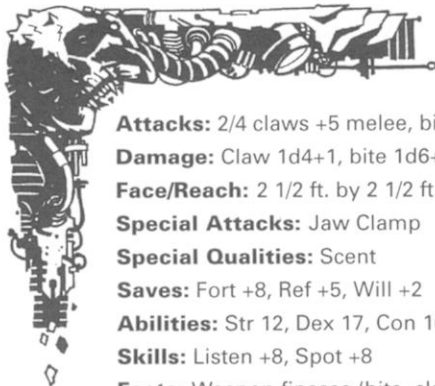 Attacks: 2/4 claws +5 melee,
Damage: Claw 1d4+1, bite 1d6+
Face/Reach: 2 1/2 ft. by 2 1/2 ft
Special Attacks: Jaw Clamp
Special Qualities: Scent
Saves: Fort +8, Ref +5, Will +2
Abilities: Str 12, Dex 17, Con
Skills: Listen +8, Spot +8